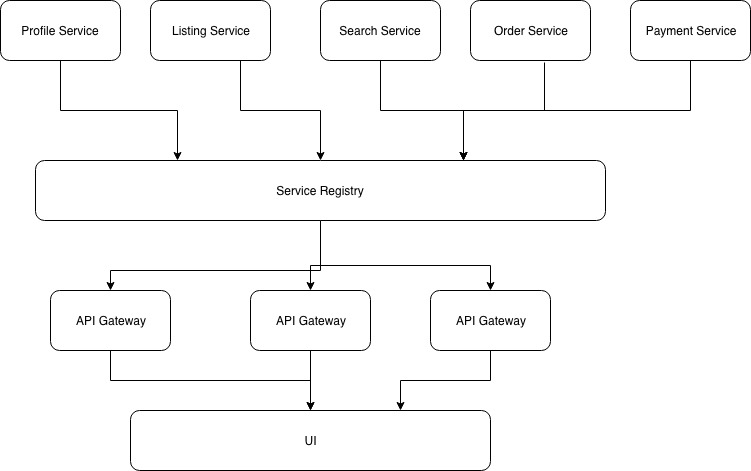 Profile Service
Listing Service
Search Service
Order Service
Payment Service
Service Registry
API Gateway
API Gateway
API Gateway
UI